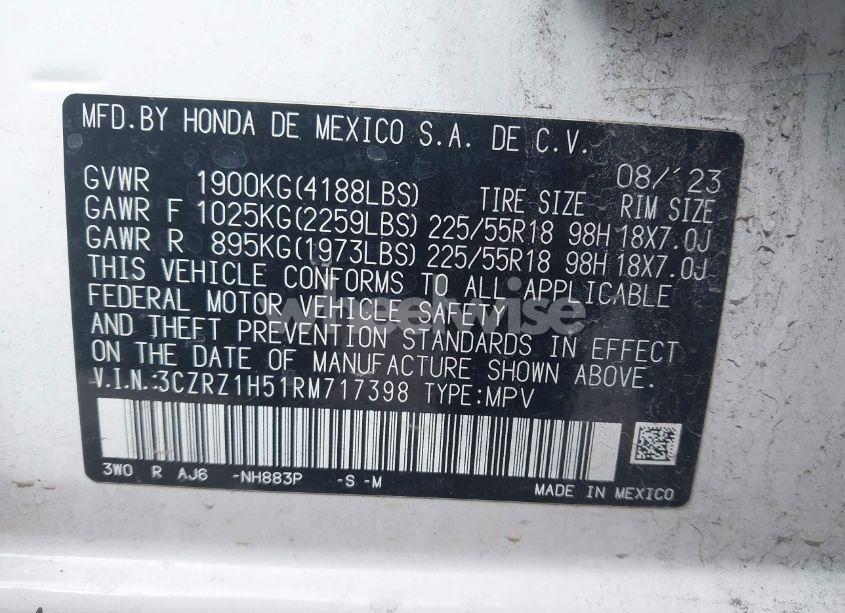 MFD.BY HONDA DE MEXICO S.A. DE C.V.
08/'23
GVWR 1900KG(4188LBS) TIRE SIZE RIM SIZE
GAWR F 1025KG(2259LBS) 225/55R18 98H 18X7.0J
GAWR R 895KG(1973LBS) 225/55R18 98H 18X7.0J
THIS VEHICLE CONFORMS TO ALL APPLICABLE
FEDERAL MOTOR VEHICLE SAFETY
AND THEFT PREVENTION STANDARDS IN EFFECT
ON THE DATE OF MANUFACTURE SHOWN ABOVE.
V.I.N.:3CZRZ1H51RM717398 TYPE:MPV
3WO R AJ6 -NH883P -S -M
MADE IN MEXICO
wheelwise